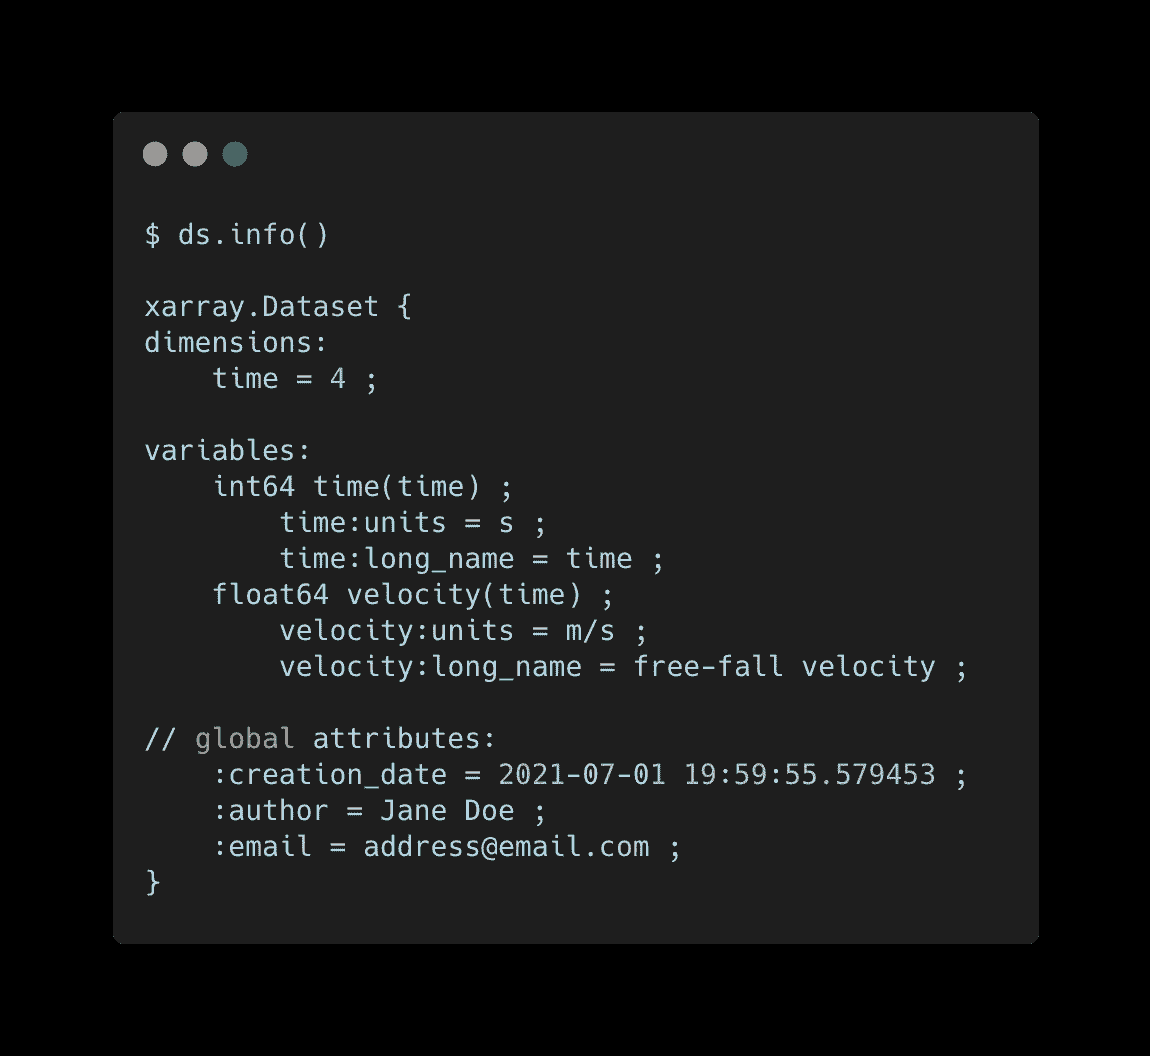 $ ds.info()

xarray.Dataset {
dimensions:
    time = 4 ;

variables:
    int64 time(time) ;
        time:units = s ;
        time:long_name = time ;
    float64 velocity(time) ;
        velocity:units = m/s ;
        velocity:long_name = free-fall velocity ;

// global attributes:
    :creation_date = 2021-07-01 19:59:55.579453 ;
    :author = Jane Doe ;
    :email = address@email.com ;
}